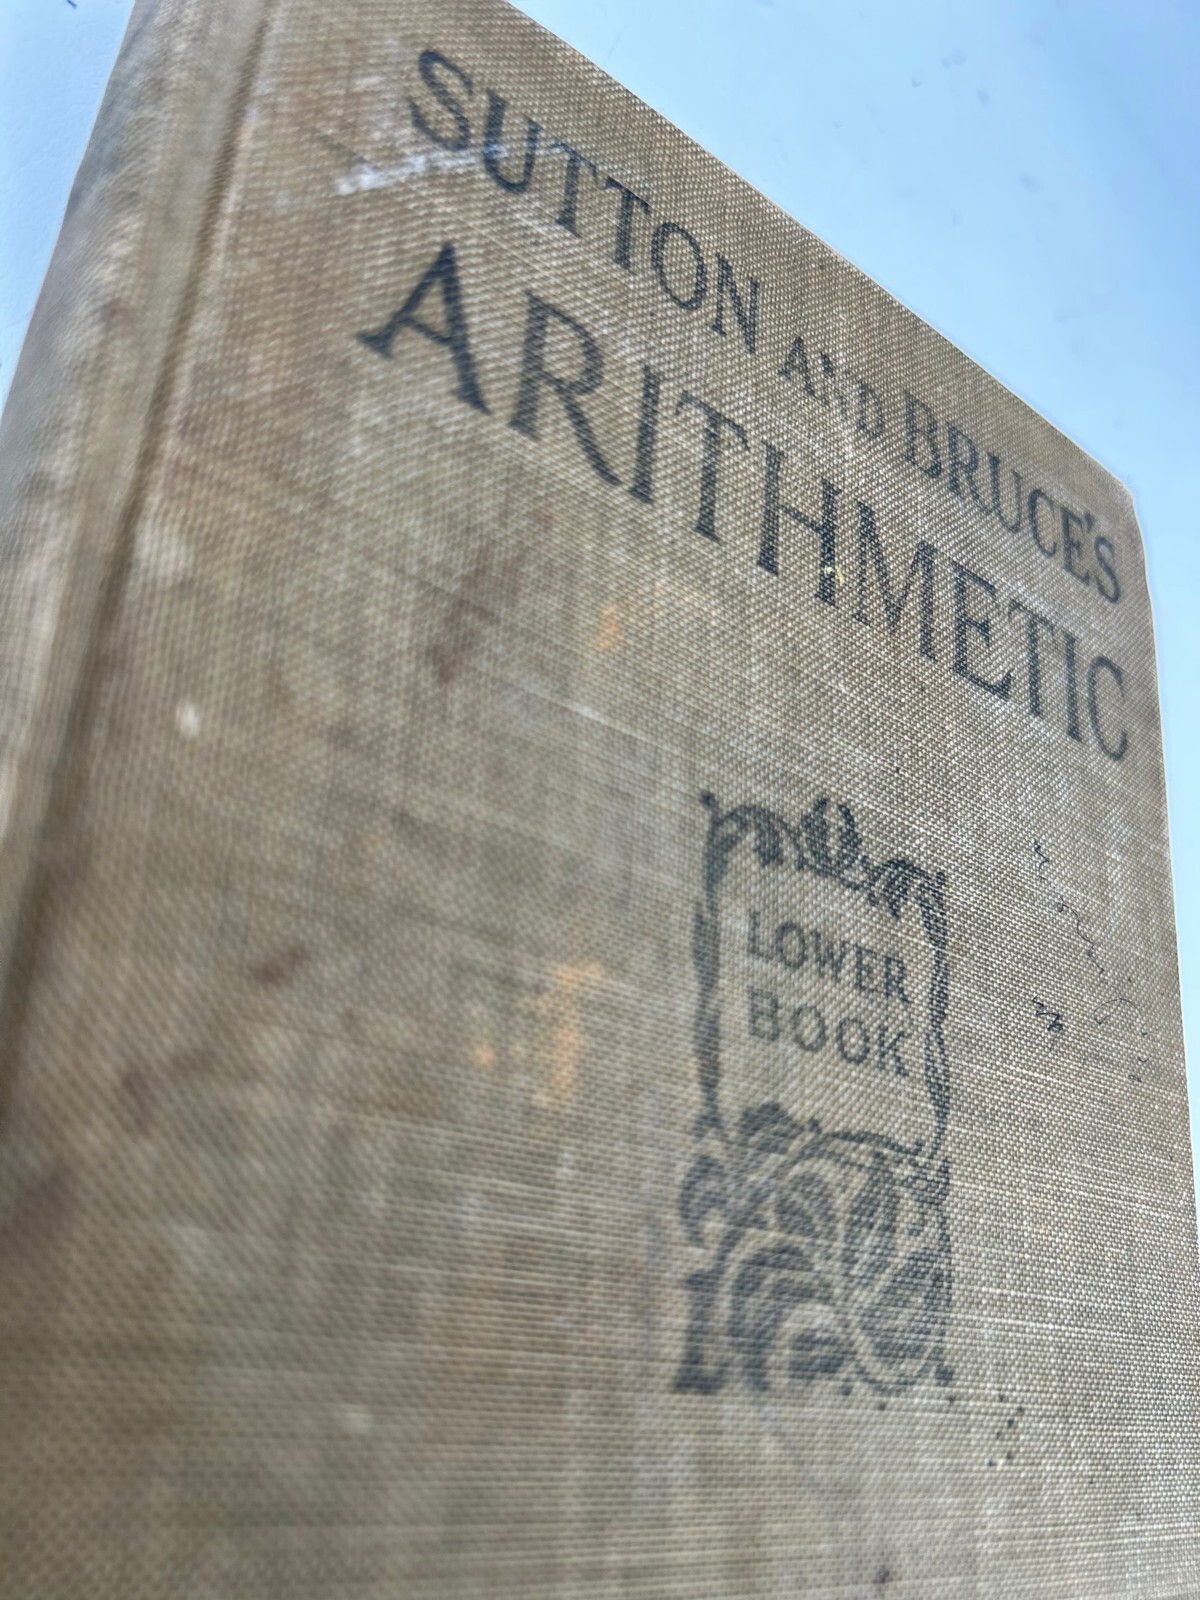 SUTTON AND BRUCE'S
ARITHMETIC
LOWER
BOOK